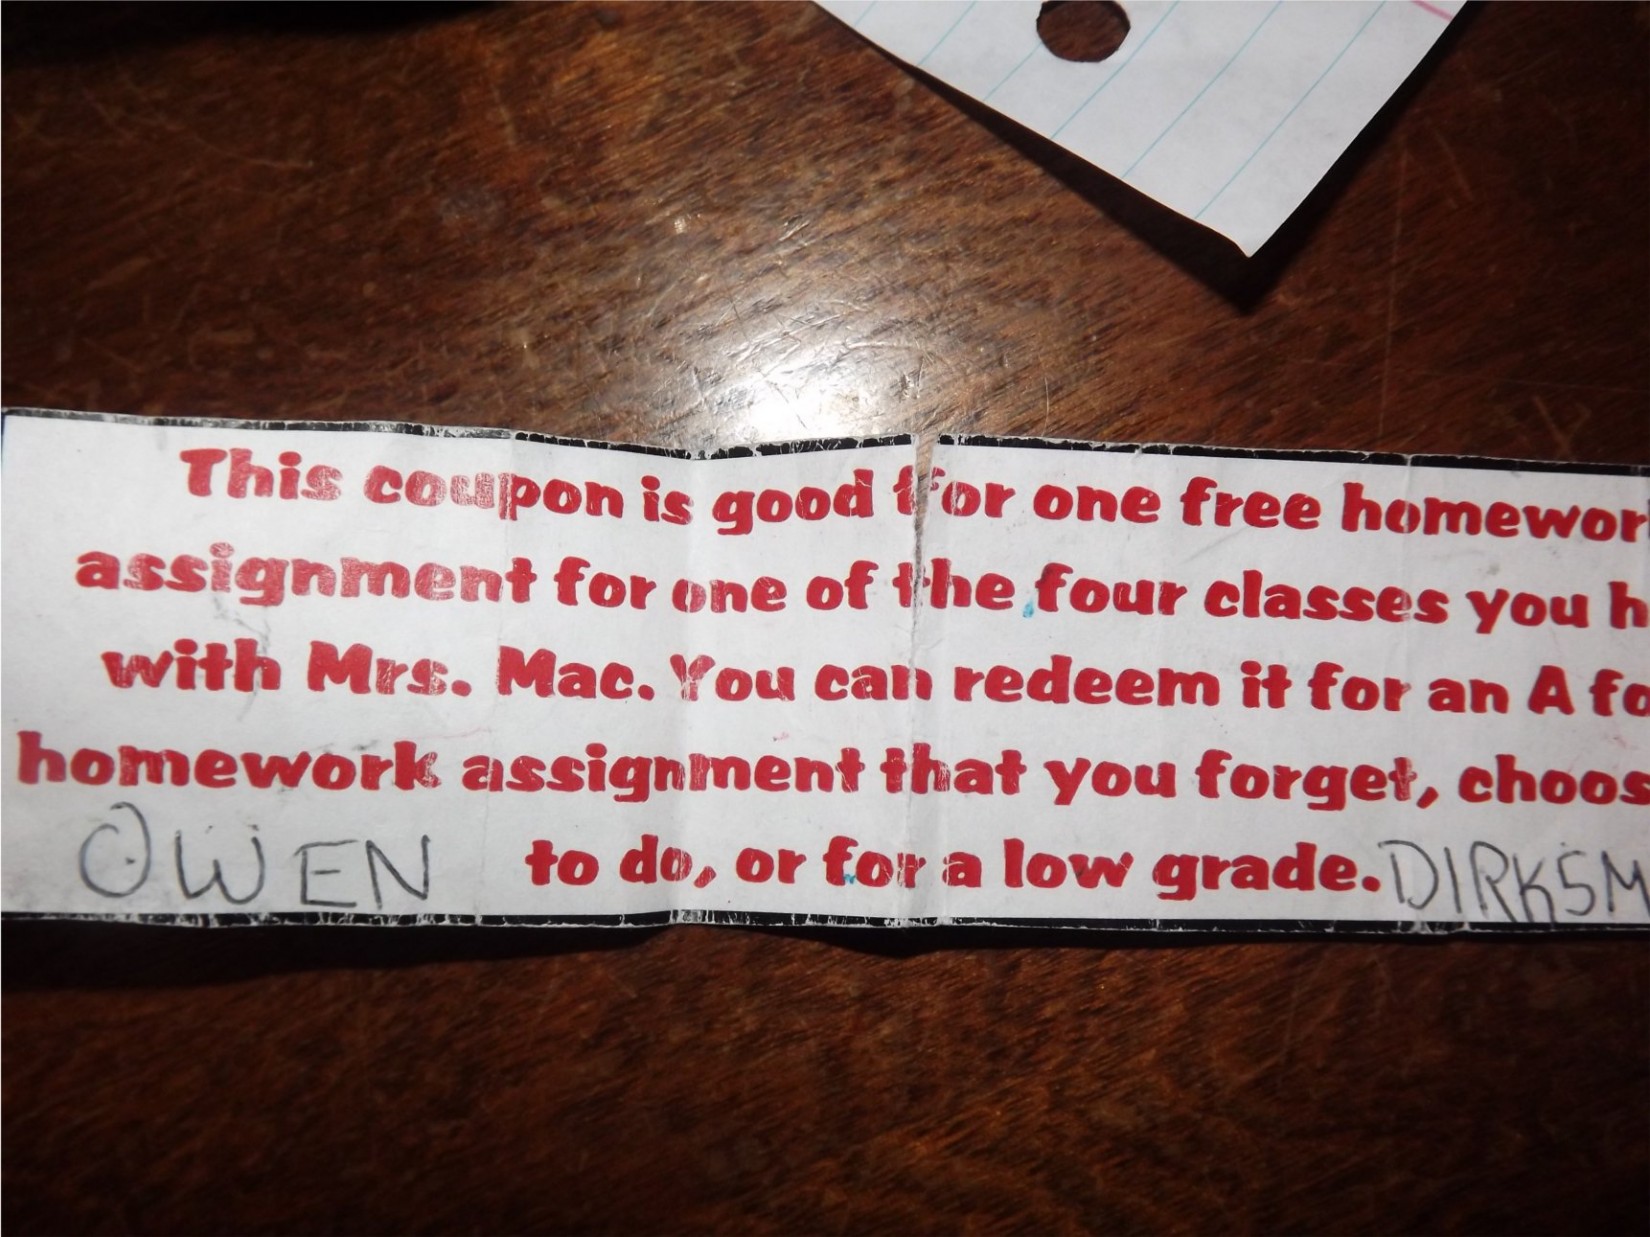 This coupon is good for one free homewor
assignment for one of the four classes you h
with Mrs. Mac. You can redeem it for an A fo
homework assignment that you forget, choos
OWEN to do, or for a low grade. DIRKSM